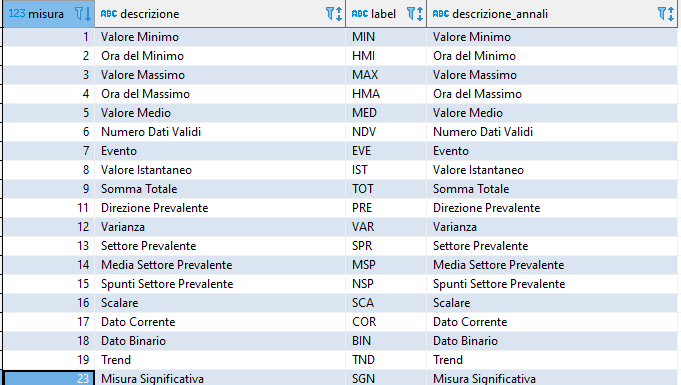 123 misura ABC descrizione ABC label ABC descrizione_annali
1 Valore Minimo MIN Valore Minimo
2 Ora del Minimo HMI Ora del Minimo
3 Valore Massimo MAX Valore Massimo
4 Ora del Massimo HMA Ora del Massimo
5 Valore Medio MED Valore Medio
6 Numero Dati Validi NDV Numero Dati Validi
7 Evento EVE Evento
8 Valore Istantaneo IST Valore Istantaneo
9 Somma Totale TOT Somma Totale
11 Direzione Prevalente PRE Direzione Prevalente
12 Varianza VAR Varianza
13 Settore Prevalente SPR Settore Prevalente
14 Media Settore Prevalente MSP Media Settore Prevalente
15 Spunti Settore Prevalente NSP Spunti Settore Prevalente
16 Scalare SCA Scalare
17 Dato Corrente COR Dato Corrente
18 Dato Binario BIN Dato Binario
19 Trend TND Trend
23 Misura Significativa SGN Misura Significativa